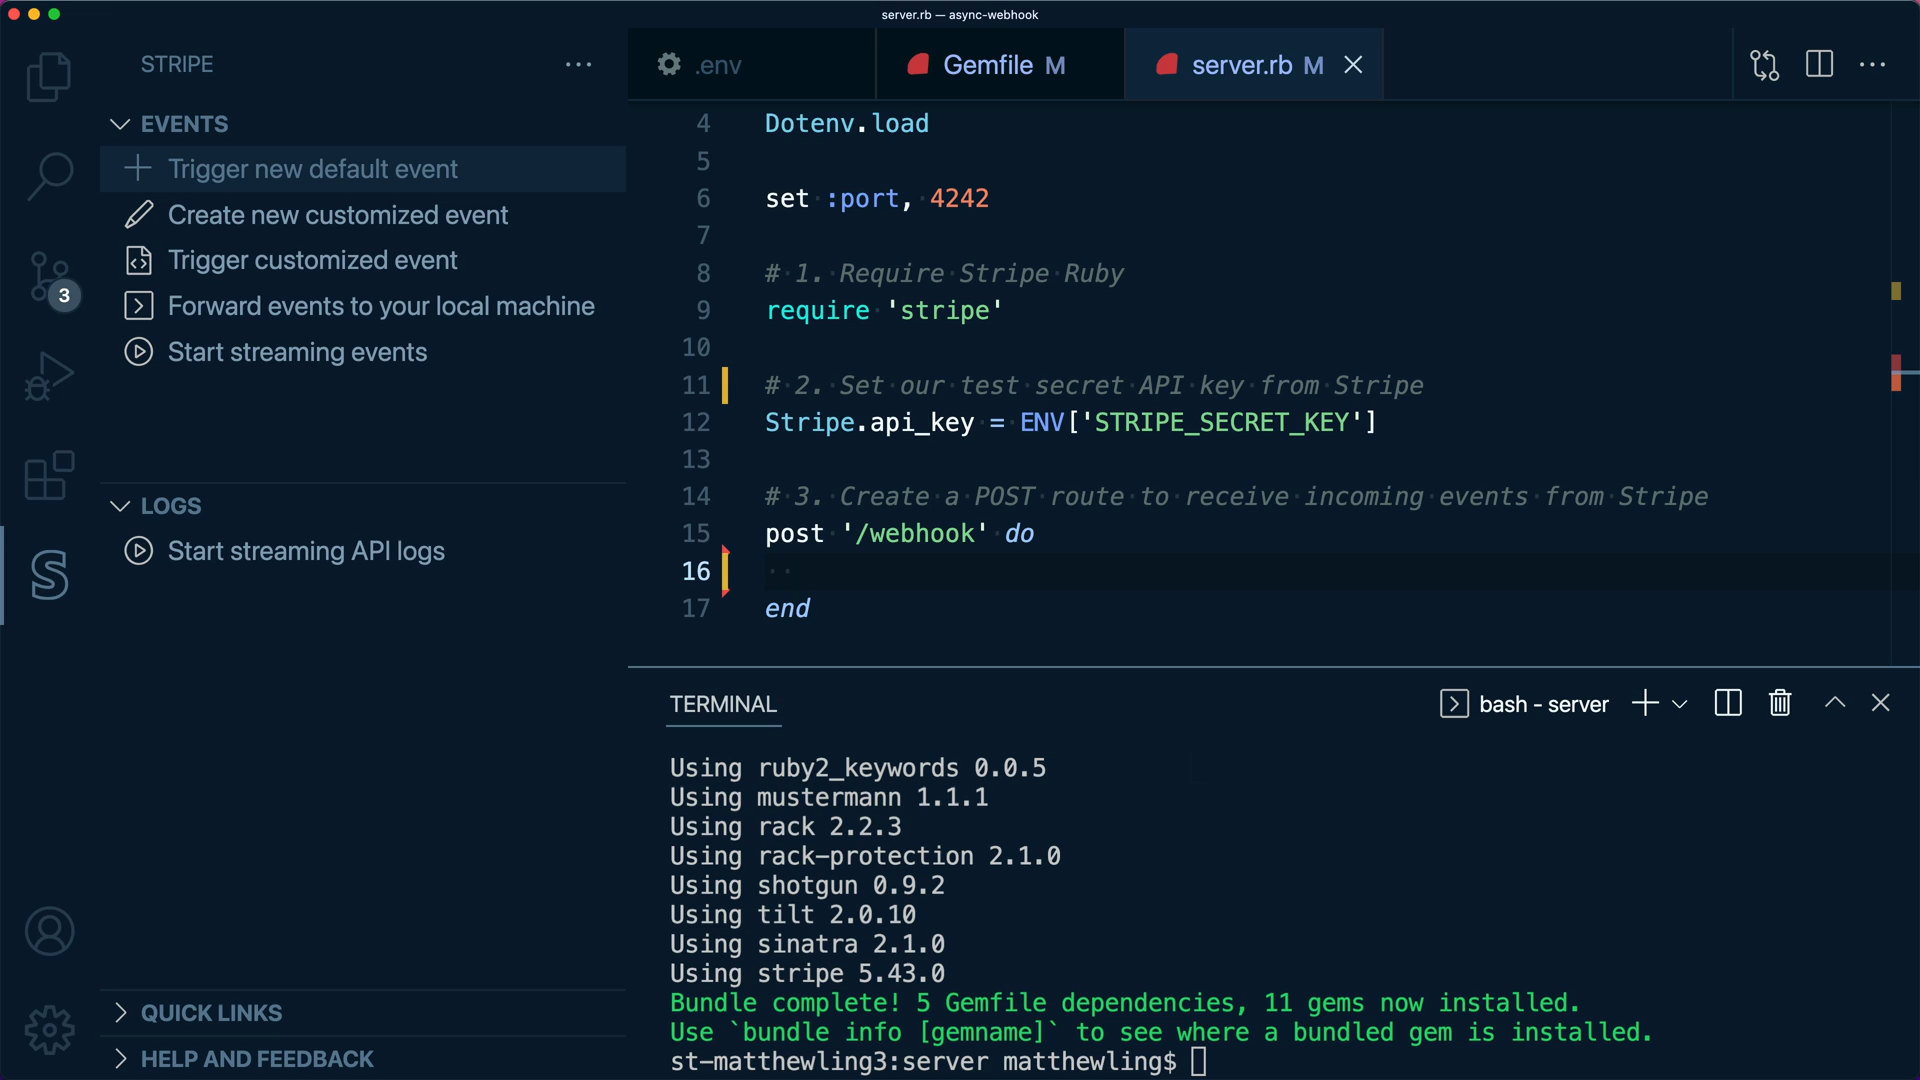 server.rb — async-webhook
STRIPE
.env
Gemfile M
server.rb M
EVENTS
Trigger new default event
Create new customized event
Trigger customized event
Forward events to your local machine
Start streaming events
3
LOGS
Start streaming API logs
QUICK LINKS
HELP AND FEEDBACK
4 Dotenv.load
5
6 set :port, 4242
7
8 # 1. Require Stripe Ruby
9 require 'stripe'
10
11 # 2. Set our test secret API key from Stripe
12 Stripe.api_key = ENV['STRIPE_SECRET_KEY']
13
14 # 3. Create a POST route to receive incoming events from Stripe
15 post '/webhook' do
16
17 end
TERMINAL
bash - server
Using ruby2_keywords 0.0.5
Using mustermann 1.1.1
Using rack 2.2.3
Using rack-protection 2.1.0
Using shotgun 0.9.2
Using tilt 2.0.10
Using sinatra 2.1.0
Using stripe 5.43.0
Bundle complete! 5 Gemfile dependencies, 11 gems now installed.
Use `bundle info [gemname]` to see where a bundled gem is installed.
st-matthewling3:server matthewling$